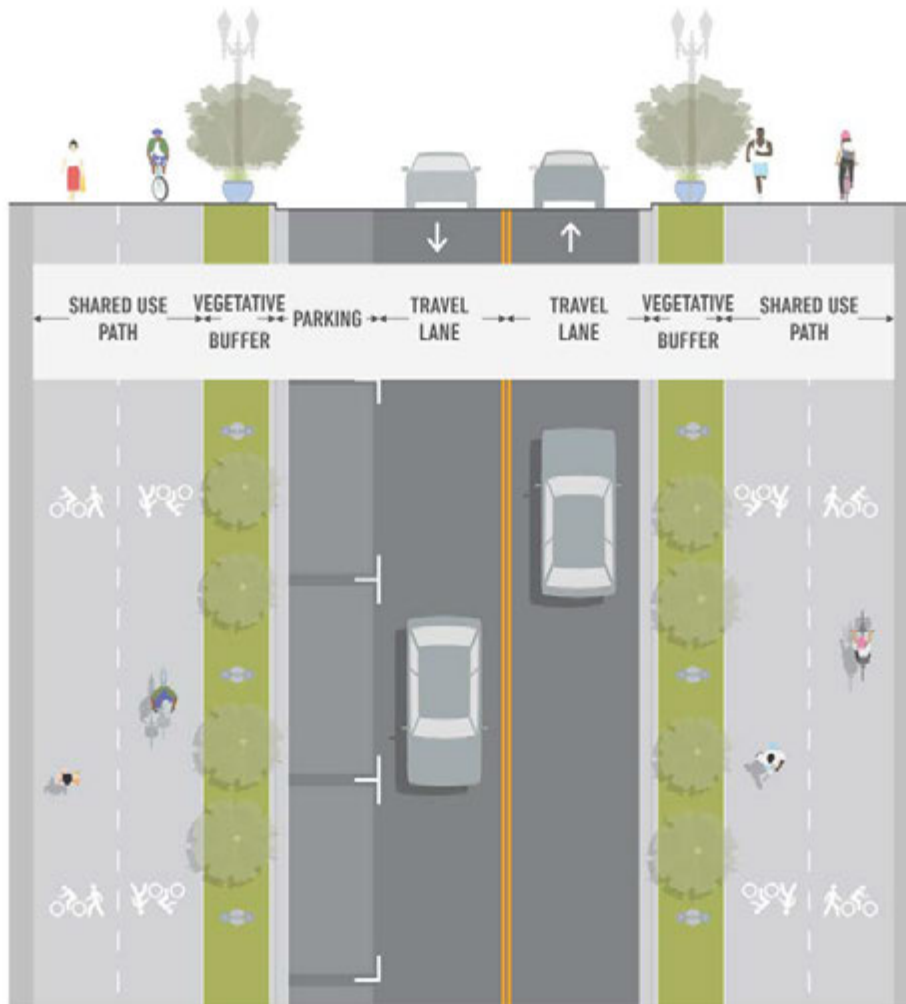 SHARED USE
PATH
VEGETATIVE
BUFFER
PARKING
TRAVEL
LANE
TRAVEL
LANE
VEGETATIVE
BUFFER
SHARED USE
PATH